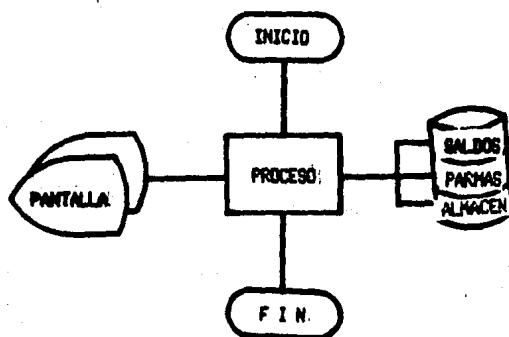 INICIO
PANTALLA
PROCESO
SALDOS
PARMAS
ALMACEN
F I N